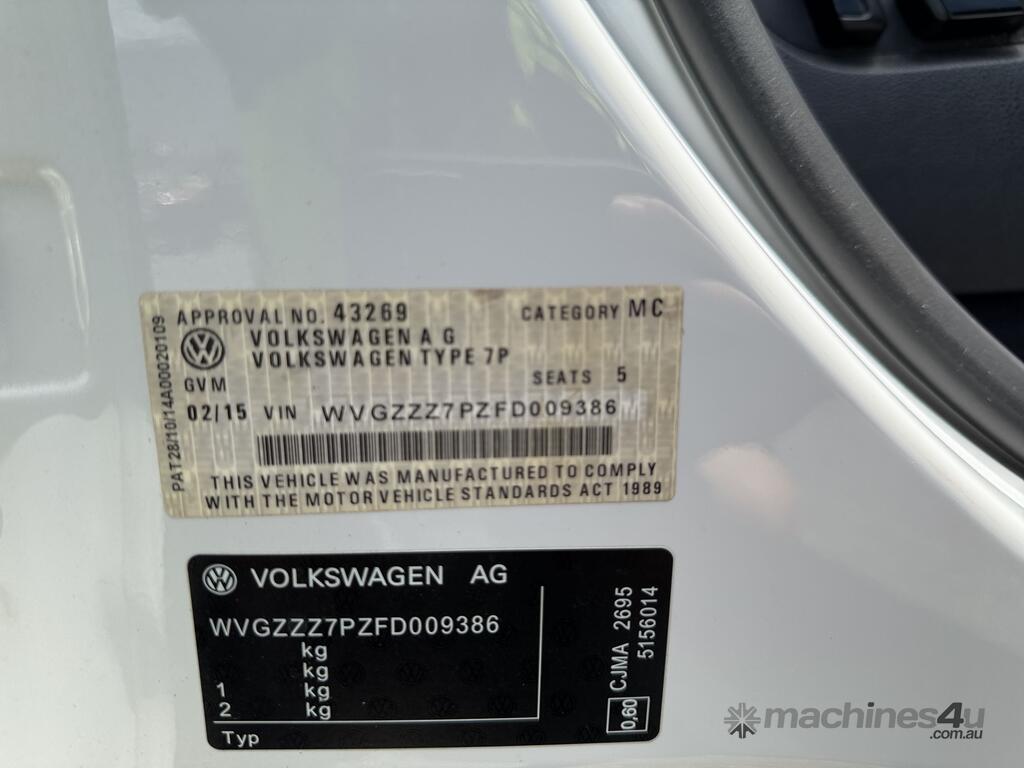 PAT28/10/14A00020109
APPROVAL NO. 43269 CATEGORY MC
VOLKSWAGEN A G
VOLKSWAGEN TYPE 7P
GVM SEATS 5
02/15 VIN WVGZZZ7PZFD009386
THIS VEHICLE WAS MANUFACTURED TO COMPLY
WITH THE MOTOR VEHICLE STANDARDS ACT 1989
VOLKSWAGEN AG
WVGZZZ7PZFD009386
kg
kg
1 kg
2 kg
Typ
0,60 CJMA 2695
5156014
machines4u
.com.au